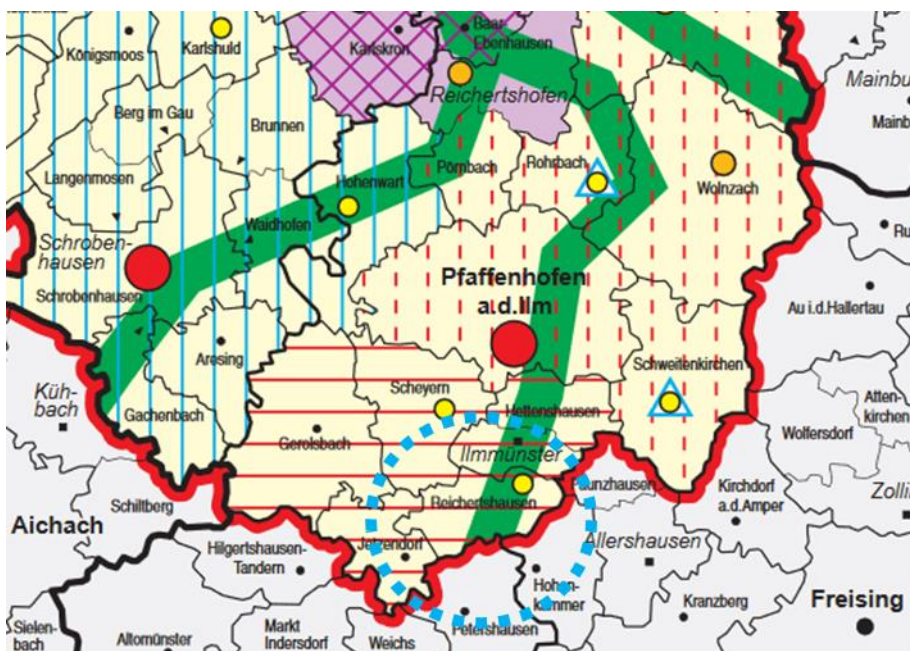 Königsmoos
Karlshuld
Karlskron
Baar-
Ebenhausen
Reichertshofen
Mainbu
Mainb
Berg im Gau
Brunnen
Langenmosen
Pörnbach
Rohrbach
Wolnzach
Hohenwart
Waidhofen
Schroben-
hausen
Schrobenhausen
Pfaffenhofen
a.d.Ilm
Ru
Au i.d.Hallertau
Aresing
Scheyern
Schweitenkirchen
Küh-
bach
Gachenbach
Hettenshausen
Atten-
kirchen
Gerolsbach
Ilmmünster
Wolfersdorf
Schiltberg
Reichertshausen
Paunzhausen
Kirchdorf
a.d.Amper
Zollin
Aichach
Jetzendorf
Allershausen
Hilgertshausen-
Tandern
Hohen-
kammer
Kranzberg
Freising
Sielen-
bach
Altomünster
Markt
Indersdorf
Weichs
Petershausen